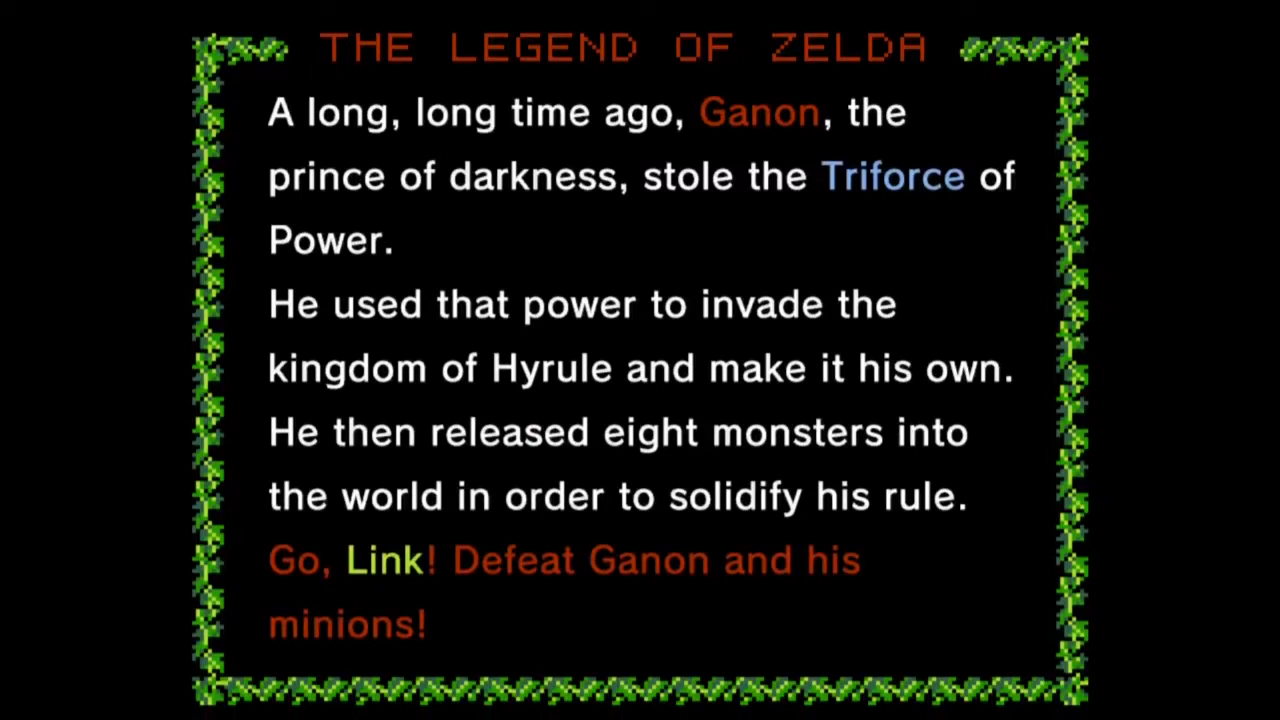 THE LEGEND OF ZELDA
A long, long time ago, Ganon, the
prince of darkness, stole the Triforce of
Power.
He used that power to invade the
kingdom of Hyrule and make it his own.
He then released eight monsters into
the world in order to solidify his rule.
Go, Link! Defeat Ganon and his
minions!